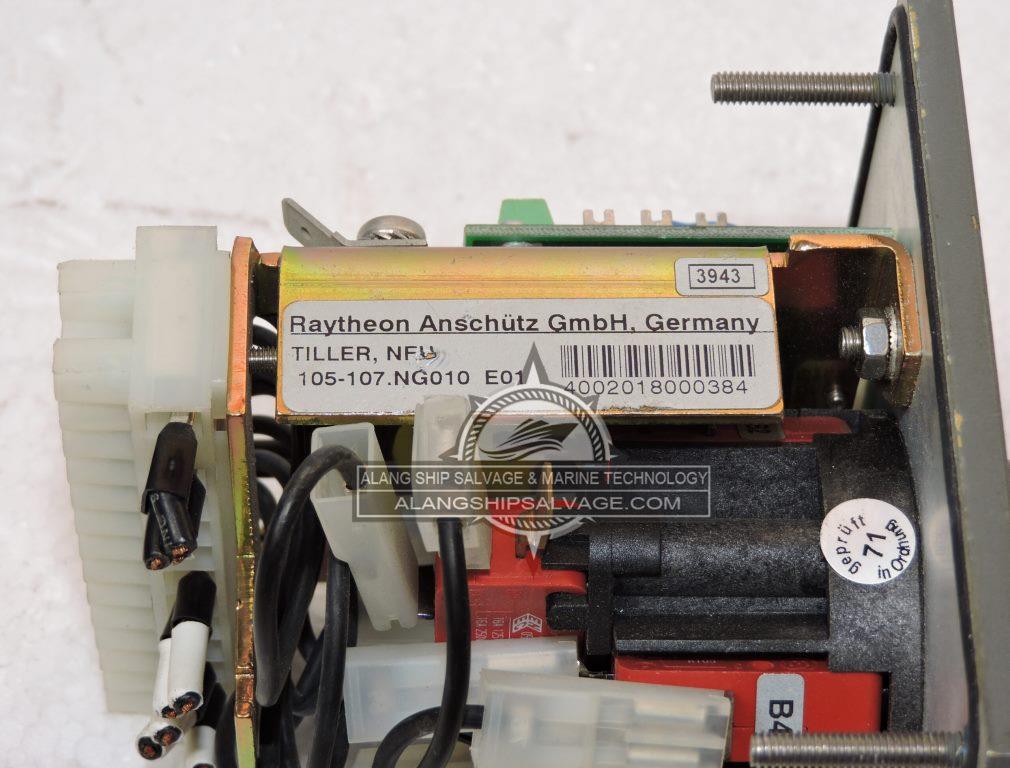 3943
Raytheon Anschütz GmbH, Germany
TILLER, NFU
105-107.NG010 E01
4002018000384
ALANG SHIP SALVAGE & MARINE TECHNOLOGY
ALANGSHIPSALVAGE.COM
geprüft
71
in Ordnung
B4